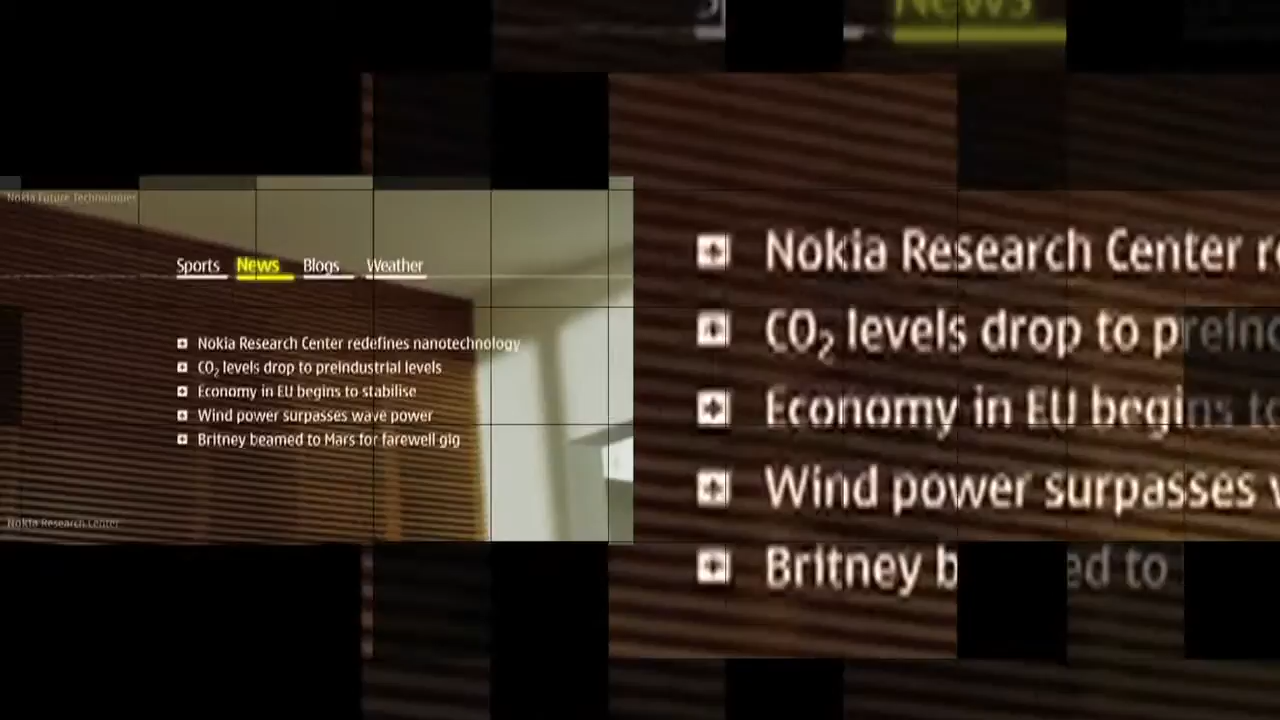 Nokia Future Technologies
Sports News Blogs Weather
Nokia Research Center redefines nanotechnology
CO₂ levels drop to preindustrial levels
Economy in EU begins to stabilise
Wind power surpasses wave power
Britney beamed to Mars for farewell gig
Nokia Research Center
News
Nokia Research Center
CO₂ levels drop to
Economy in EU begins to
Wind power surpasses
Britney
to